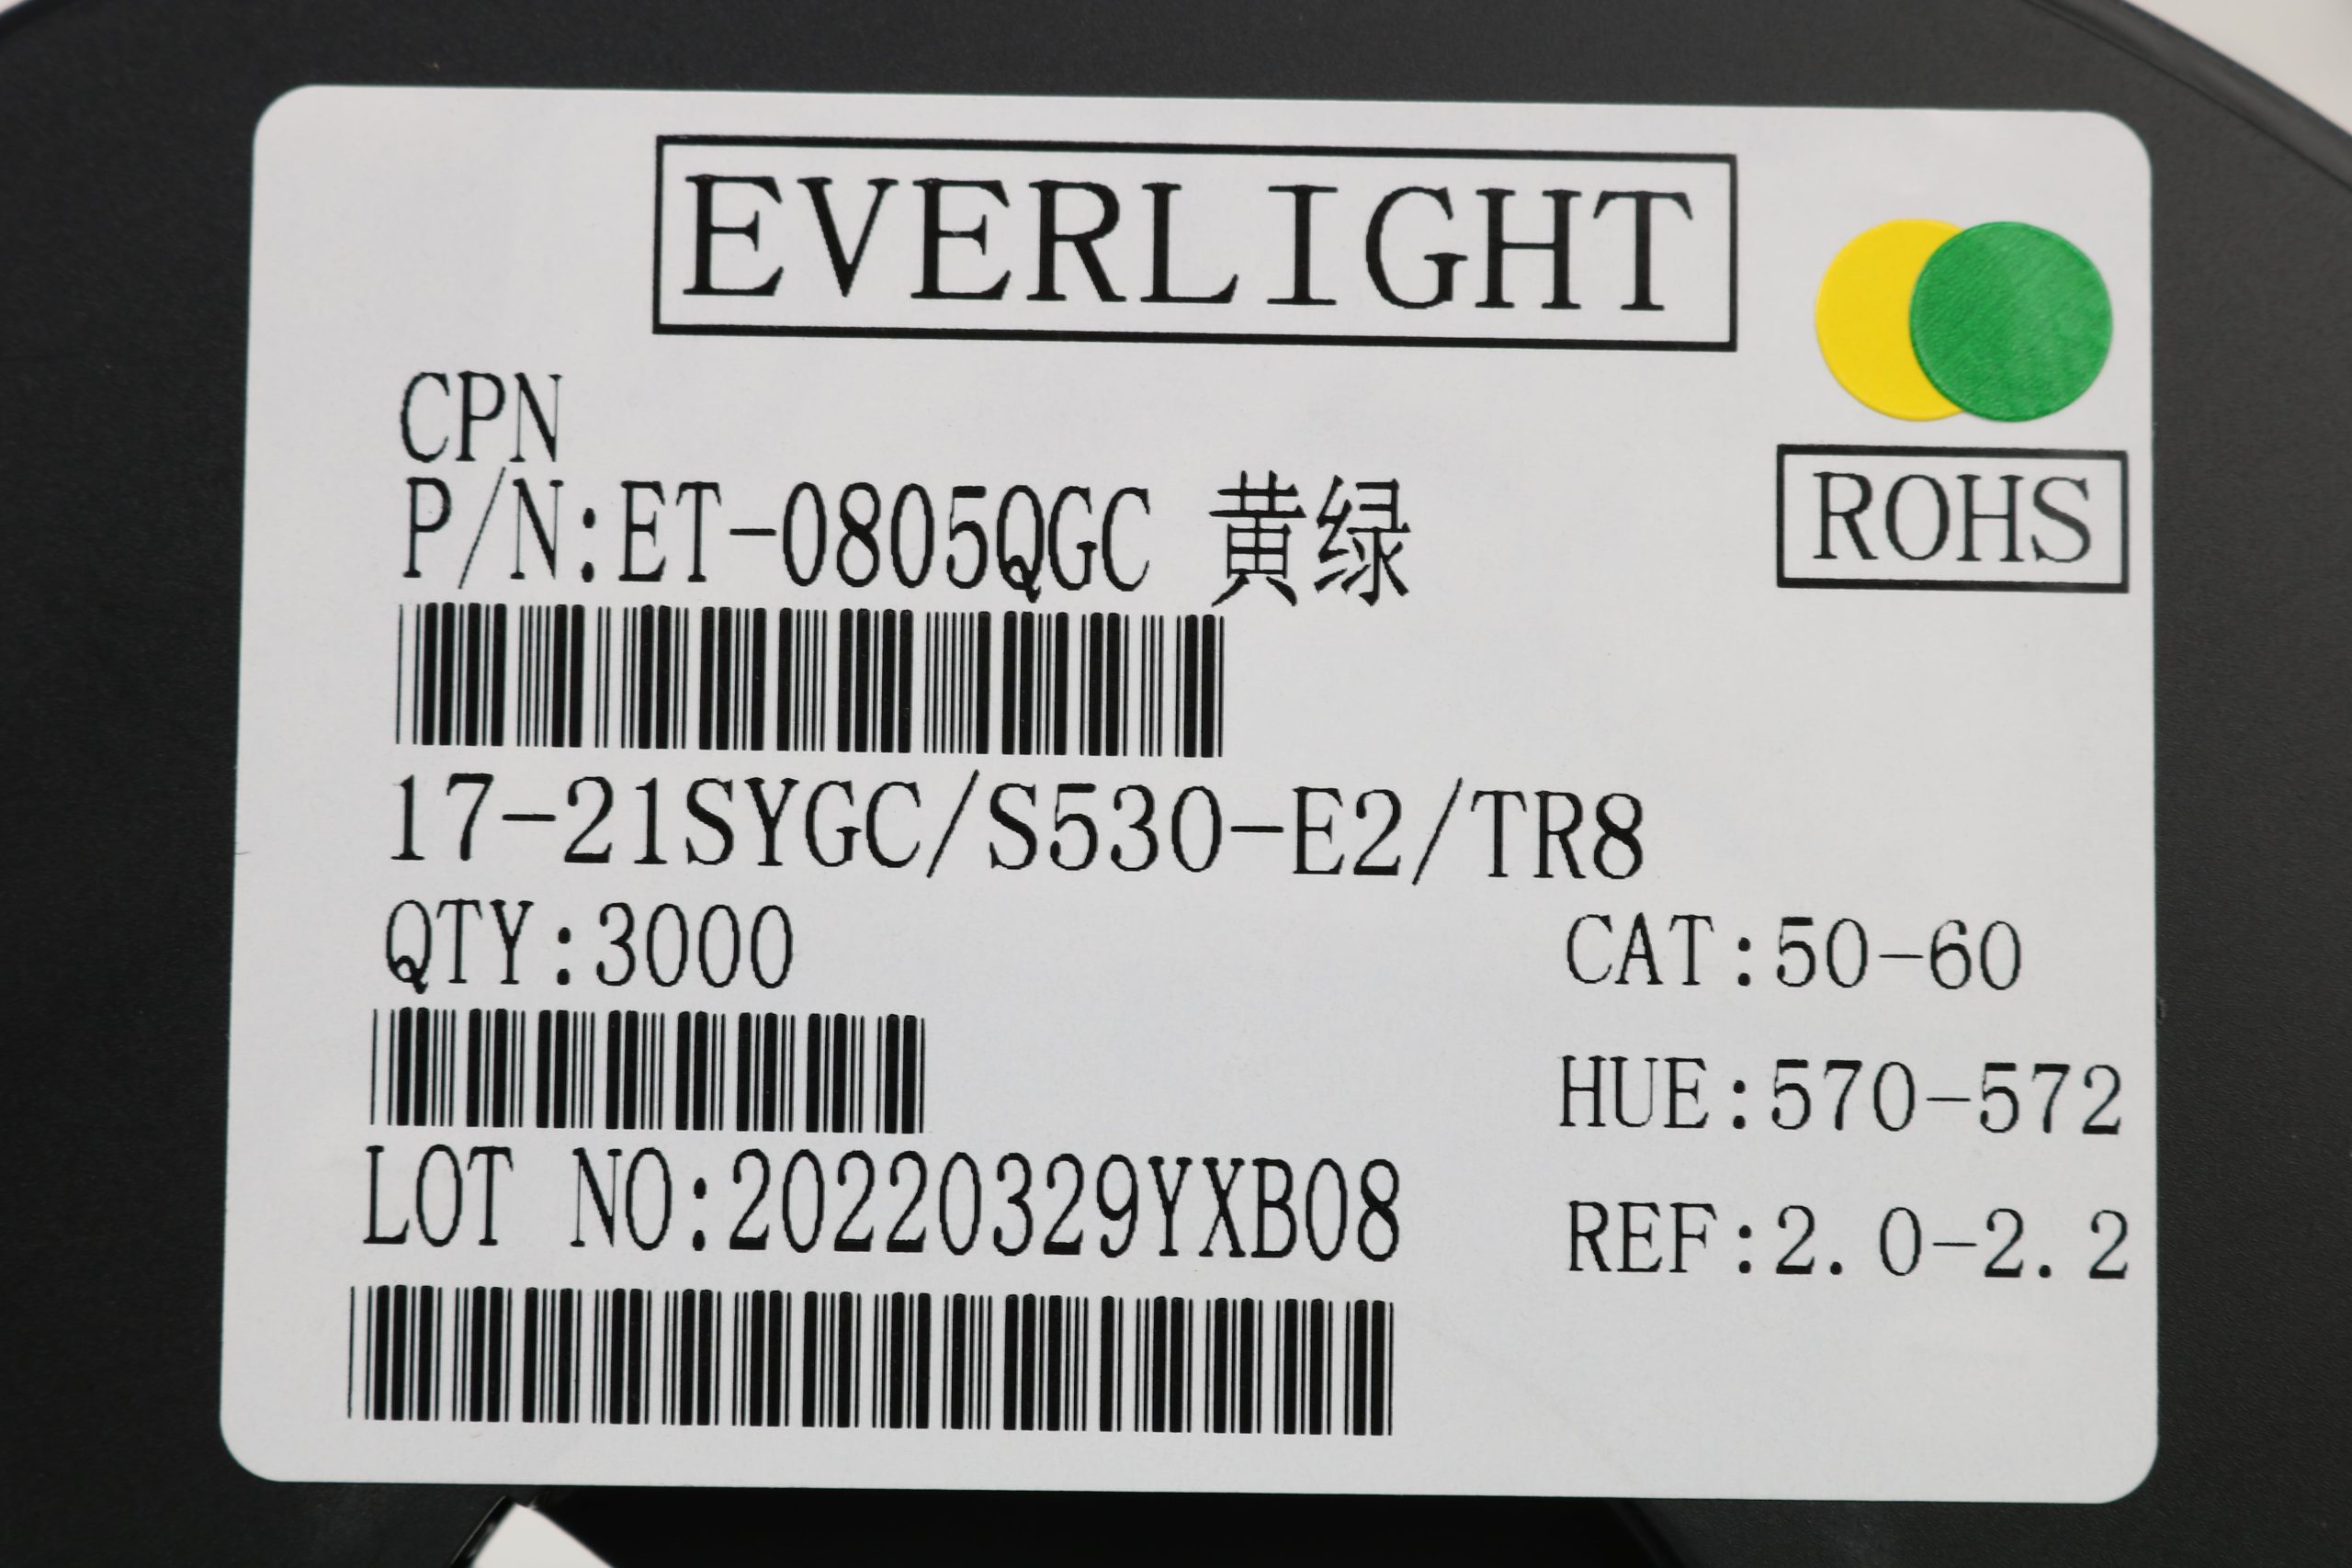 EVERLIGHT
CPN
P/N:ET-0805QGC 黄绿
ROHS
17-21SYGC/S530-E2/TR8
QTY:3000
CAT:50-60
HUE:570-572
LOT NO:20220329YXB08
REF:2.0-2.2